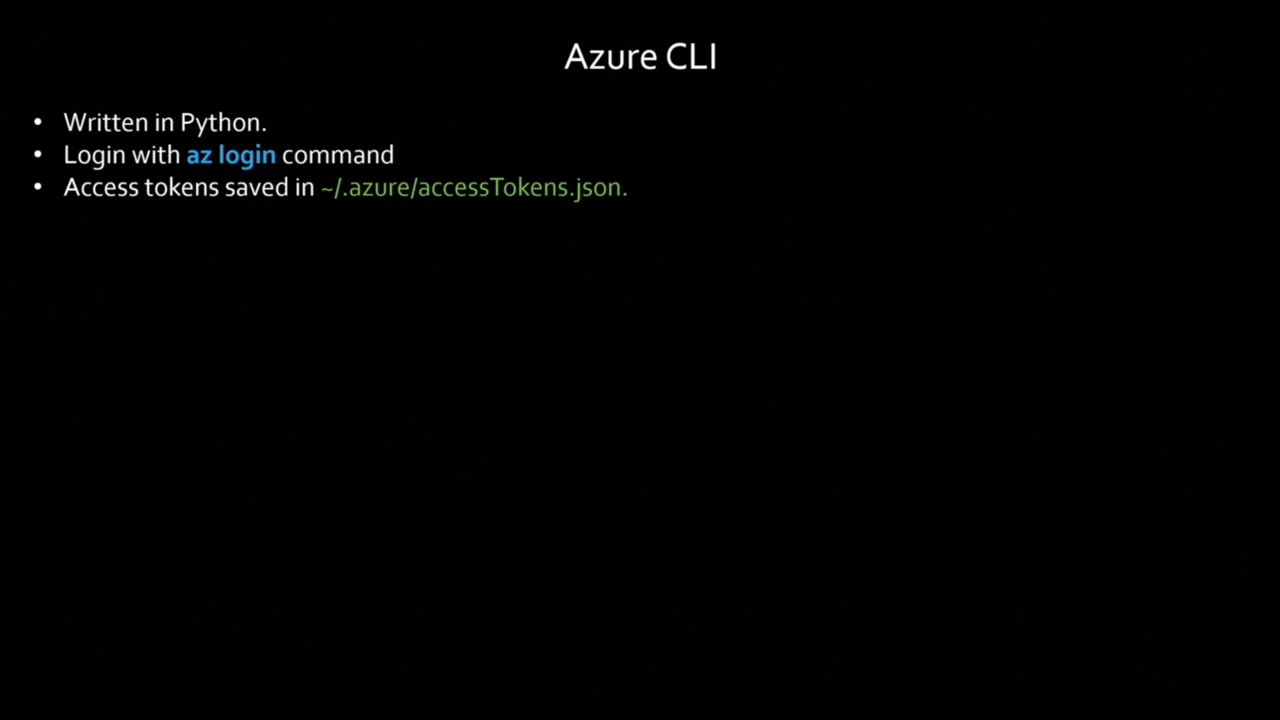 Azure CLI
• Written in Python.
• Login with az login command
• Access tokens saved in ~/.azure/accessTokens.json.